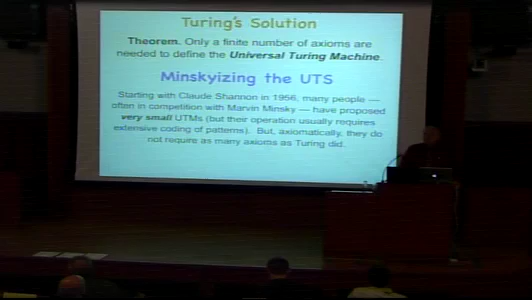 Turing's Solution
Theorem. Only a finite number of axioms are
needed to define the Universal Turing Machine.
Minskyizing the UTS
Starting with Claude Shannon in 1956, many people —
often in competition with Marvin Minsky — have proposed
very small UTMs (but their operation usually requires
extensive coding of patterns). But, axiomatically, they do
not require as many axioms as Turing did.